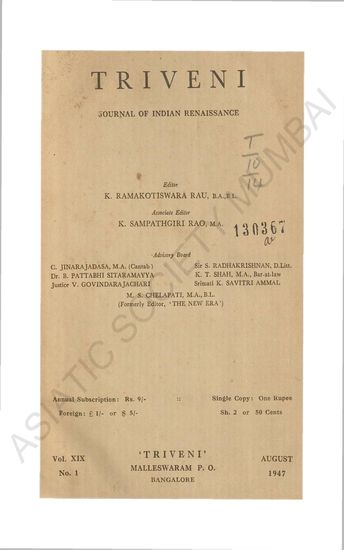 TRIVENI
JOURNAL OF INDIAN RENAISSANCE
T
10
14
Editor
K. RAMAKOTISWARA RAU, B.A., B.L.
Associate Editor
K. SAMPATHGIRI RAO, M.A.
130367
Advisory Board
C. JINARAJADASA, M.A. (Cantab)
Dr. B. PATTABHI SITARAMAYYA
Justice V. GOVINDARAJACHARI
Sir S. RADHAKRISHNAN, D.List.
K. T. SHAH, M.A., Bar-at-law
Srimati K. SAVITRI AMMAL
M. S. CHELAPATI, M.A., B.L.
(Formerly Editor, 'THE NEW ERA')
Annual Subscription: Rs. 9/- :: Single Copy: One Rupee
Foreign: £ 1/- or $ 5/- Sh. 2 or 50 Cents
Vol. XIX
No. 1
'TRIVENI'
MALLESWARAM P. O.
BANGALORE
AUGUST
1947
ASIATIC SOCIETY MUMBAI